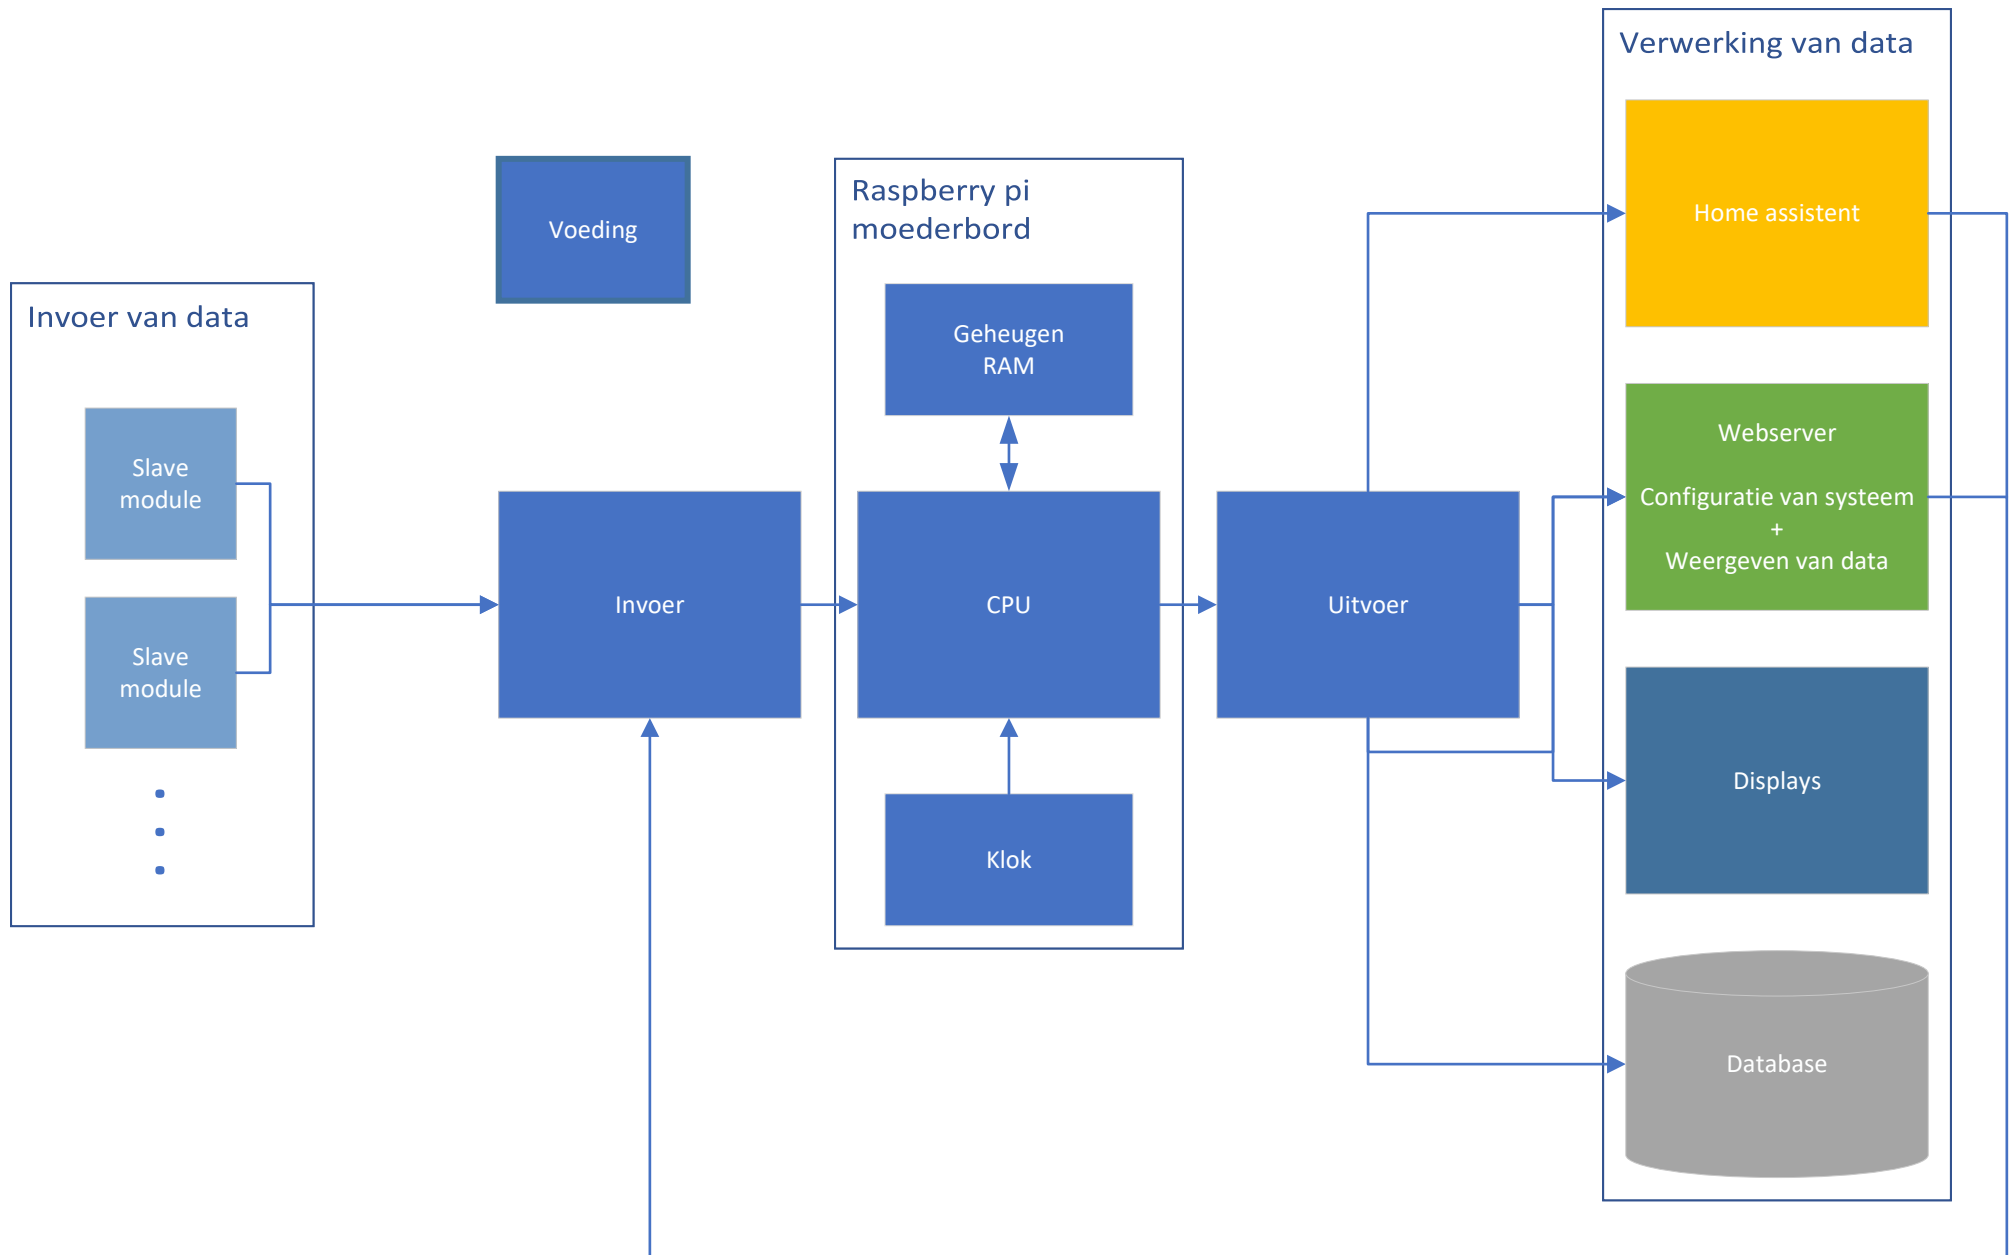 Verwerking van data
Home assistent
Webserver
Configuratie van systeem
+
Weergeven van data
Displays
Database
Voeding
Raspberry pi
moederbord
Geheugen
RAM
CPU
Klok
Invoer van data
Slave
module
Slave
module
Invoer
Uitvoer